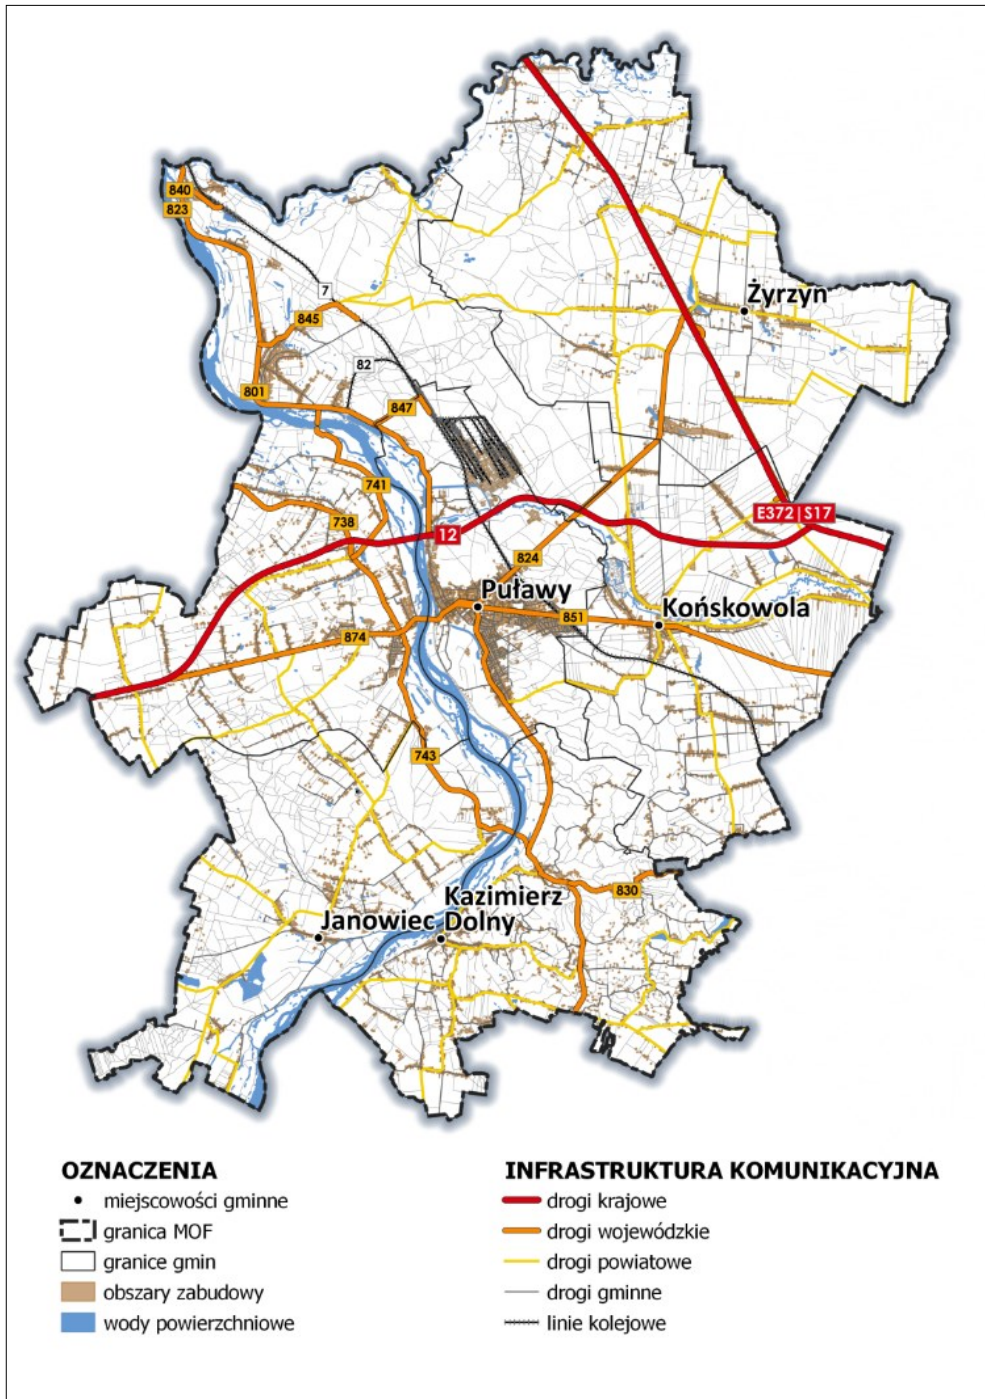 840
823
7
Żyrzyn
845
82
801
847
741
E372|S17
738
12
824
Puławy
851
Końskowola
874
743
830
Kazimierz
Janowiec
Dolny
OZNACZENIA
miejscowości gminne
granica MOF
granice gmin
obszary zabudowy
wody powierzchniowe
INFRASTRUKTURA KOMUNIKACYJNA
drogi krajowe
drogi wojewódzkie
drogi powiatowe
drogi gminne
linie kolejowe